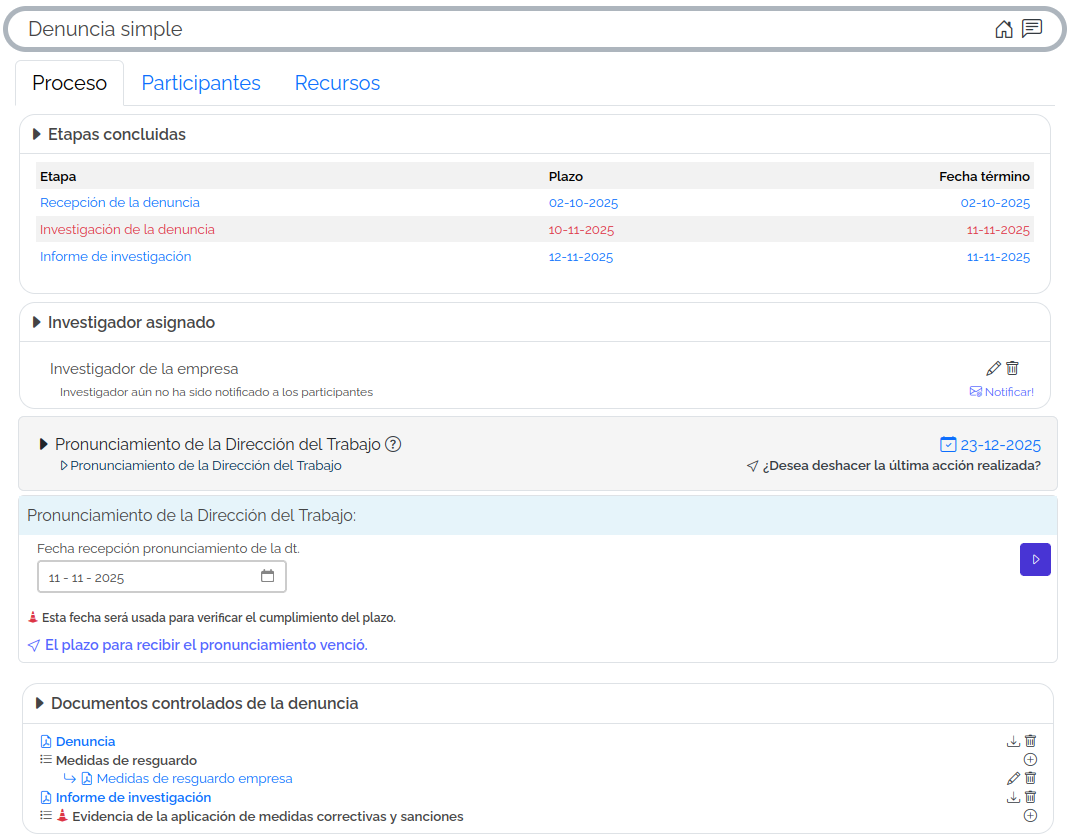 Denuncia simple
Proceso Participantes Recursos
Etapas concluidas
Etapa Plazo Fecha término
Recepción de la denuncia 02-10-2025 02-10-2025
Investigación de la denuncia 10-11-2025 11-11-2025
Informe de investigación 12-11-2025 11-11-2025
Investigador asignado
Investigador de la empresa
Investigador aún no ha sido notificado a los participantes Notificar!
Pronunciamiento de la Dirección del Trabajo 23-12-2025
Pronunciamiento de la Dirección del Trabajo ¿Desea deshacer la última acción realizada?
Pronunciamiento de la Dirección del Trabajo:
Fecha recepción pronunciamiento de la dt.
11 - 11 - 2025
Esta fecha será usada para verificar el cumplimiento del plazo.
El plazo para recibir el pronunciamiento venció.
Documentos controlados de la denuncia
Denuncia
Medidas de resguardo
Medidas de resguardo empresa
Informe de investigación
Evidencia de la aplicación de medidas correctivas y sanciones